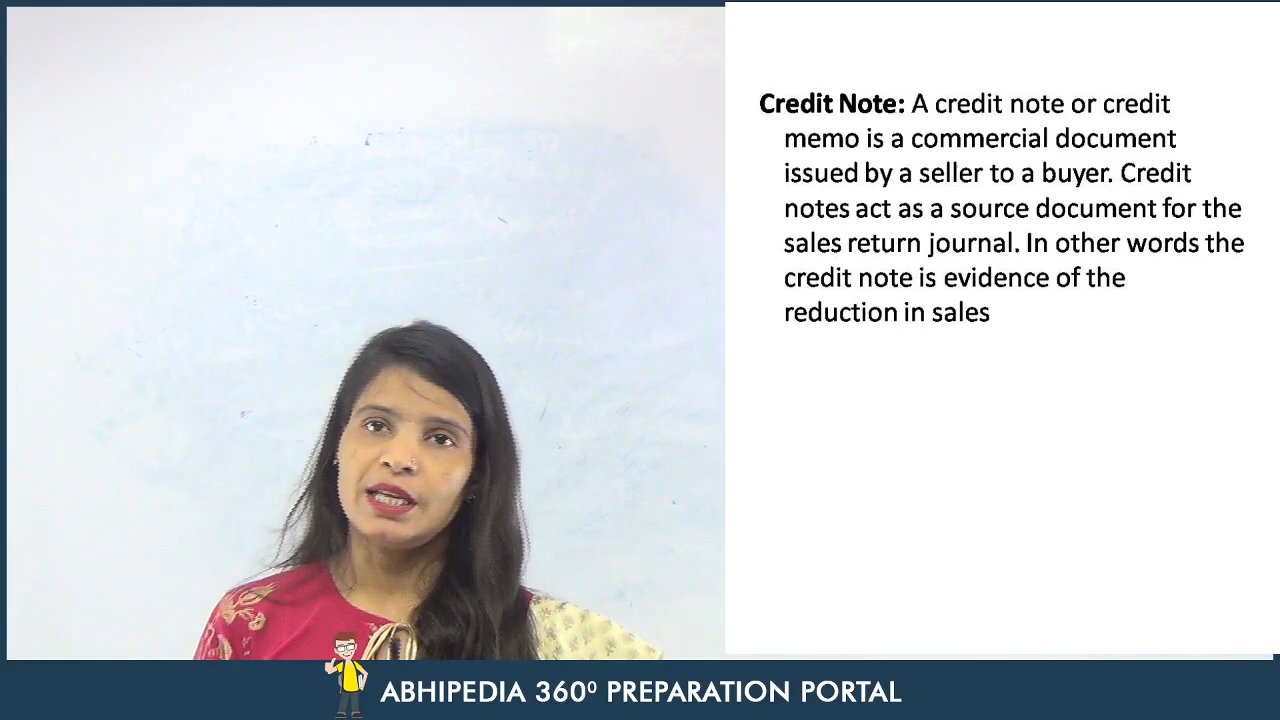 Credit Note: A credit note or credit
memo is a commercial document
issued by a seller to a buyer. Credit
notes act as a source document for the
sales return journal. In other words the
credit note is evidence of the
reduction in sales
ABHIPEDIA 360⁰ PREPARATION PORTAL